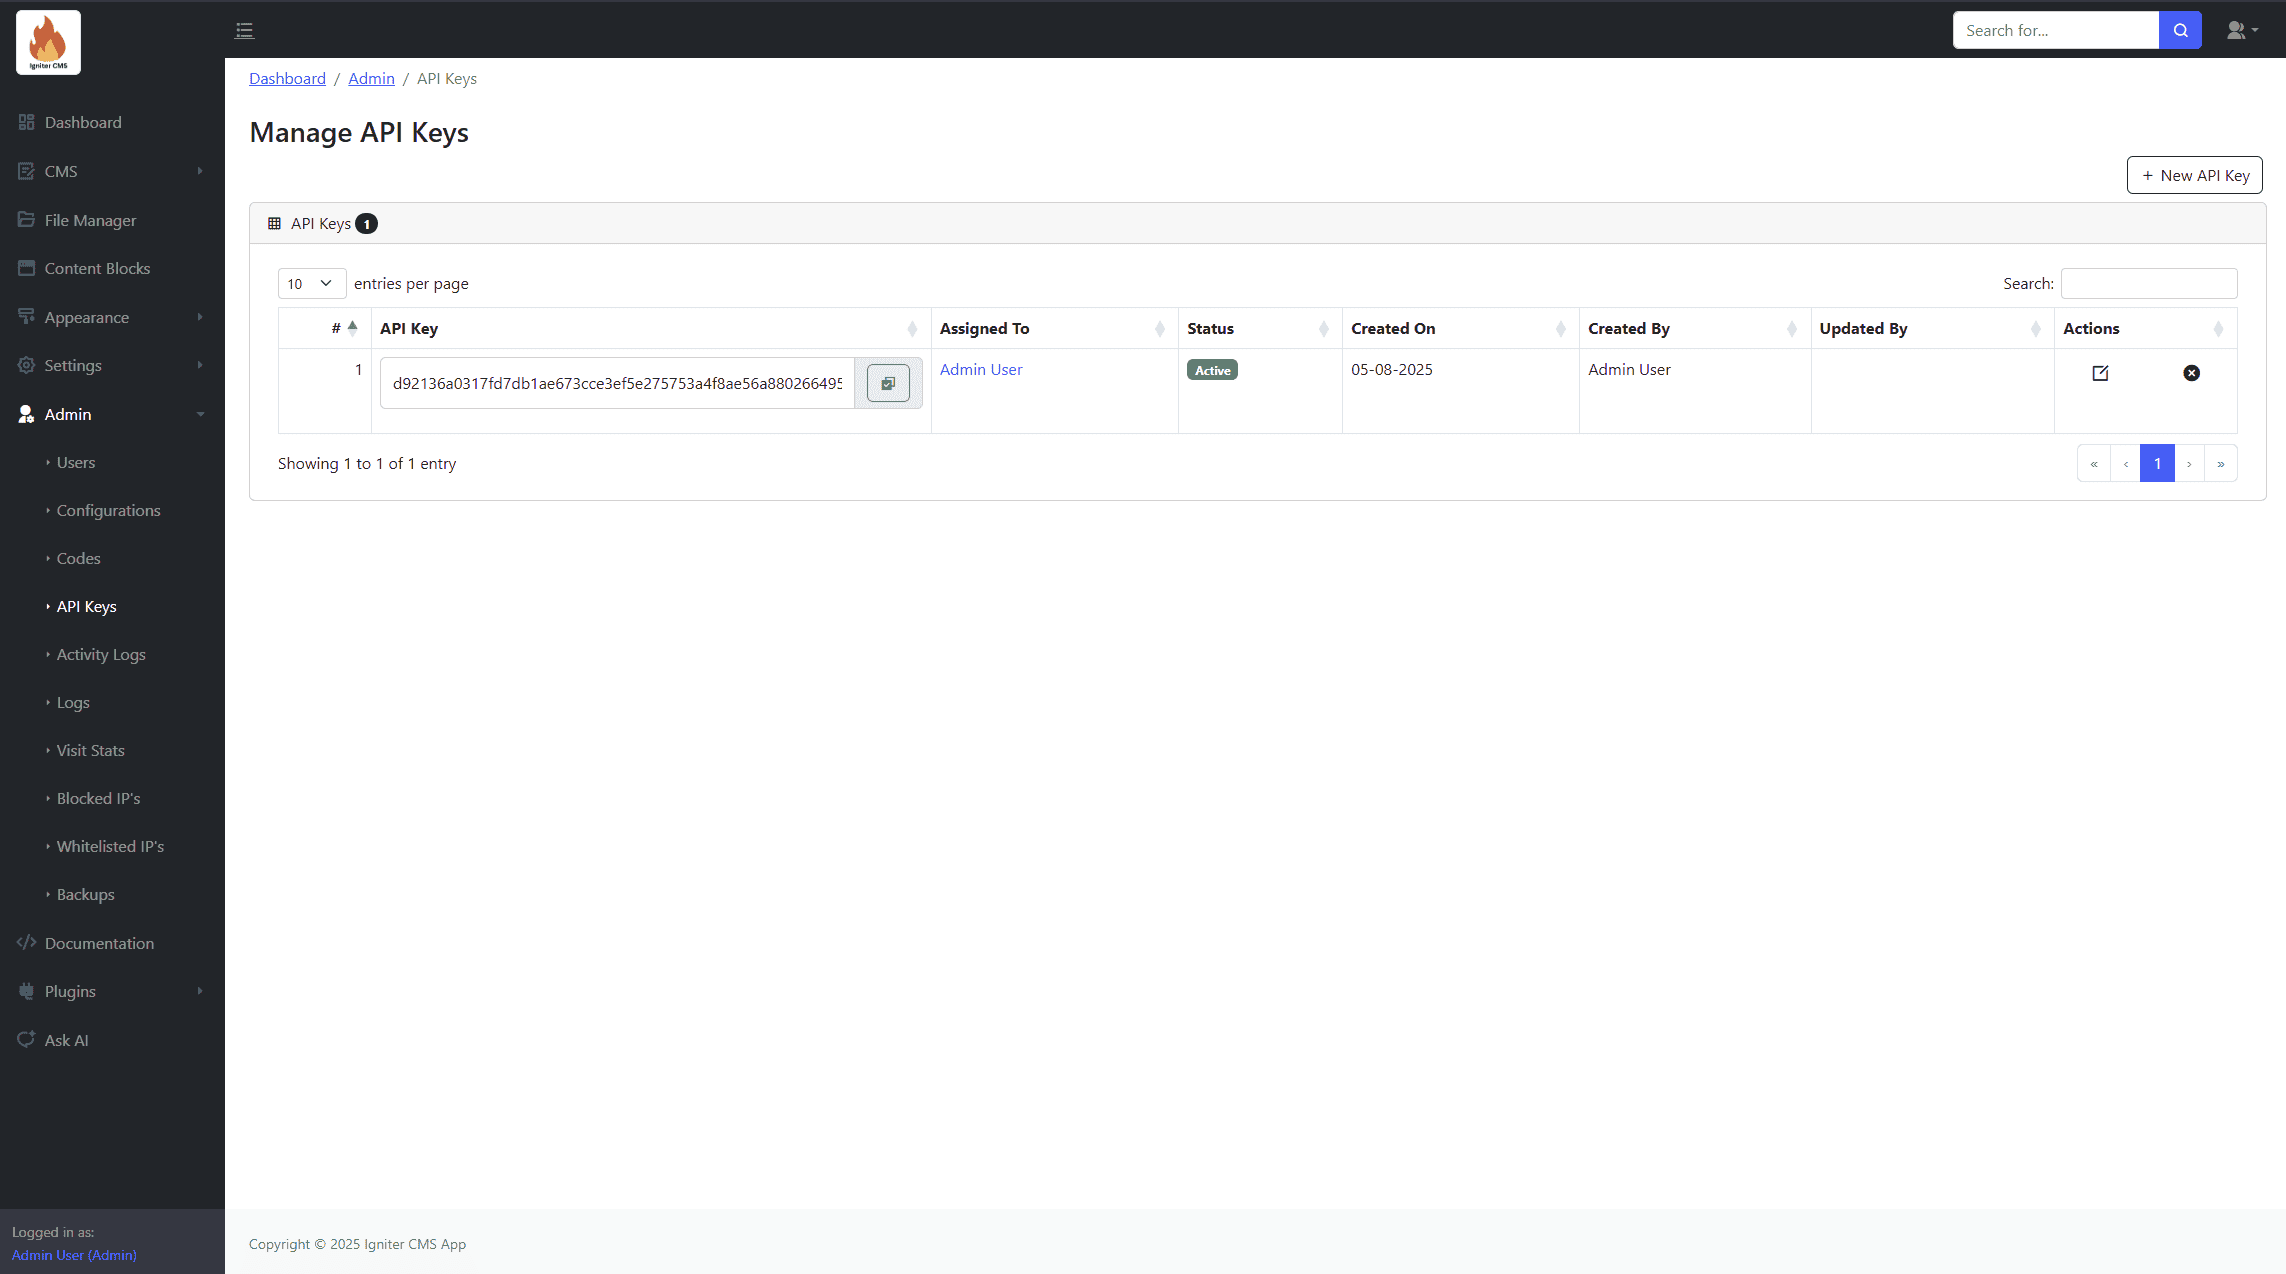 Igniter CMS
Search for...
Dashboard / Admin / API Keys
Dashboard
CMS
File Manager
Content Blocks
Appearance
Settings
Admin
Users
Configurations
Codes
API Keys
Activity Logs
Logs
Visit Stats
Blocked IP's
Whitelisted IP's
Backups
Documentation
Plugins
Ask AI
Logged in as:
Admin User (Admin)
Manage API Keys
+ New API Key
API Keys 1
10 entries per page
Search:
# API Key Assigned To Status Created On Created By Updated By Actions
1 d92136a0317fd7db1ae673cce3ef5e275753a4f8ae56a880266495 Admin User Active 05-08-2025 Admin User
Showing 1 to 1 of 1 entry
« ‹ 1 › »
Copyright © 2025 Igniter CMS App